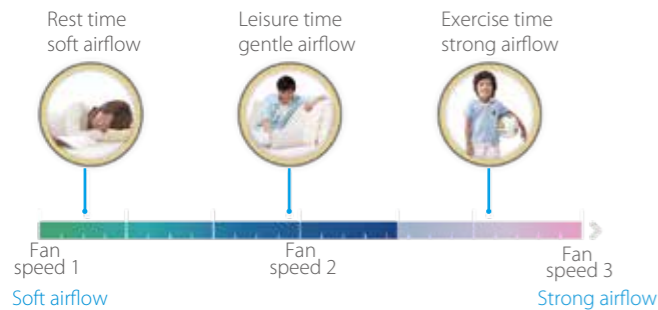 Rest time
soft airflow
Leisure time
gentle airflow
Exercise time
strong airflow
Fan
speed 1
Fan
speed 2
Fan
speed 3
Soft airflow
Strong airflow